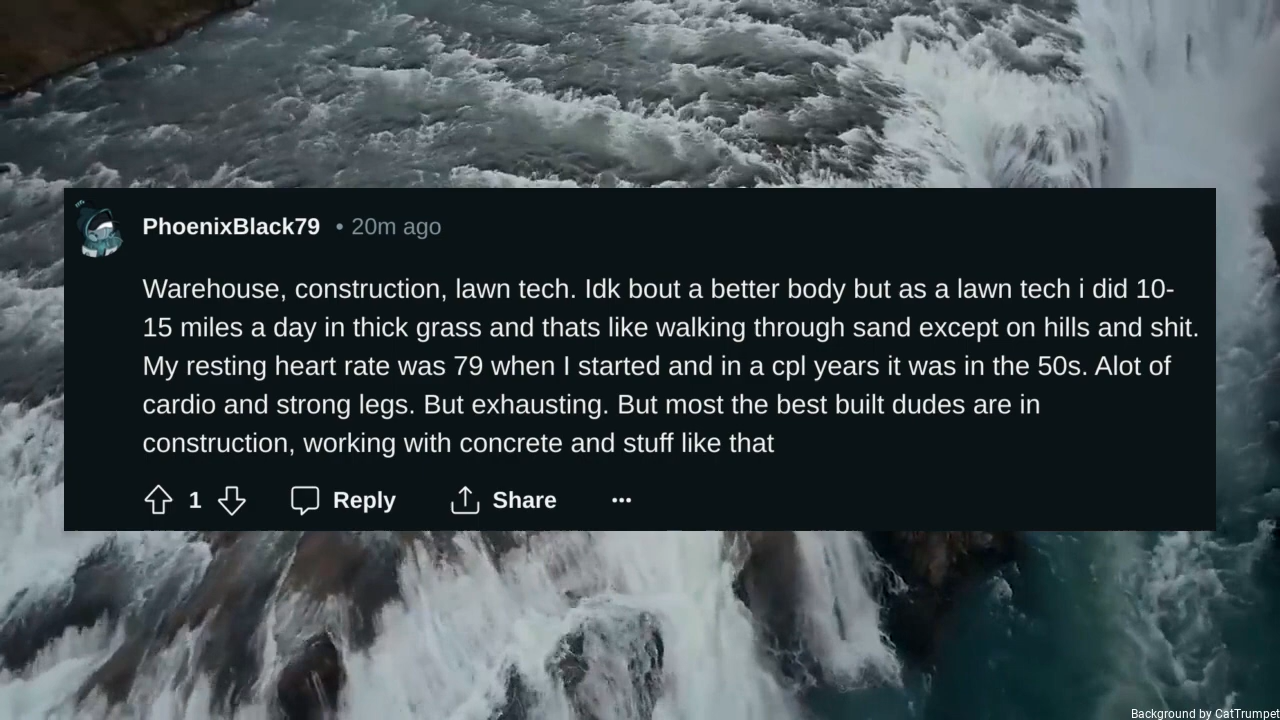 PhoenixBlack79 • 20m ago
Warehouse, construction, lawn tech. Idk bout a better body but as a lawn tech i did 10-
15 miles a day in thick grass and thats like walking through sand except on hills and shit.
My resting heart rate was 79 when I started and in a cpl years it was in the 50s. Alot of
cardio and strong legs. But exhausting. But most the best built dudes are in
construction, working with concrete and stuff like that
1 Reply Share ···
Background by CatTrumpet